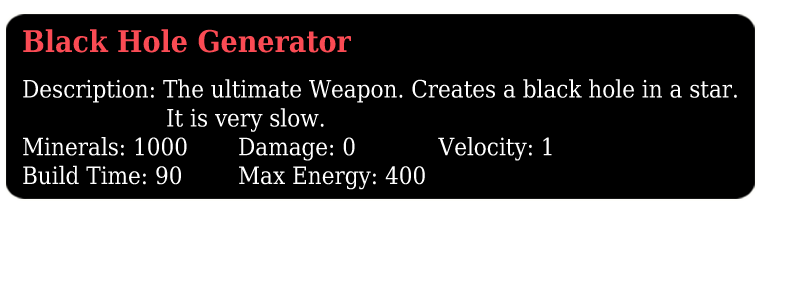 Black Hole Generator
Description: The ultimate Weapon. Creates a black hole in a star.
It is very slow.
Minerals: 1000 Damage: 0 Velocity: 1
Build Time: 90 Max Energy: 400